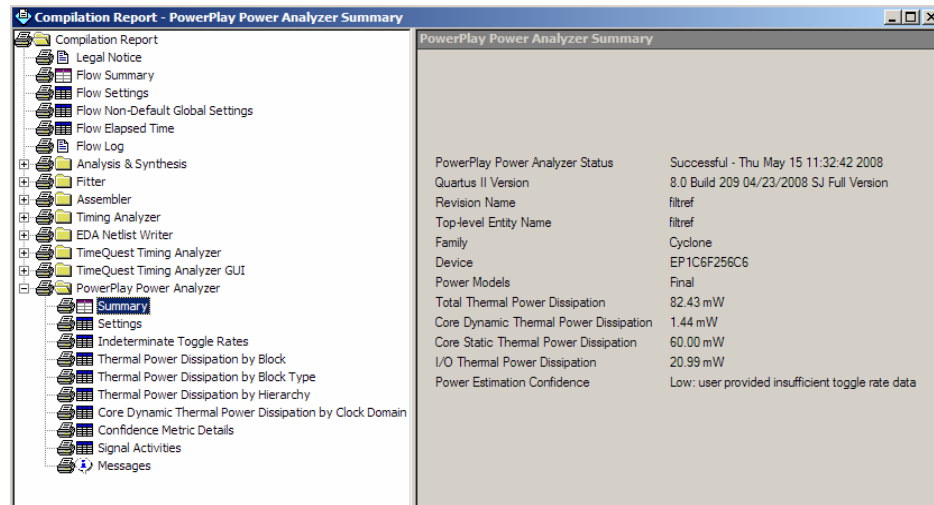 Compilation Report - PowerPlay Power Analyzer Summary
Compilation Report
Legal Notice
Flow Summary
Flow Settings
Flow Non-Default Global Settings
Flow Elapsed Time
Flow Log
Analysis & Synthesis
Fitter
Assembler
Timing Analyzer
EDA Netlist Writer
TimeQuest Timing Analyzer
TimeQuest Timing Analyzer GUI
PowerPlay Power Analyzer
Summary
Settings
Indeterminate Toggle Rates
Thermal Power Dissipation by Block
Thermal Power Dissipation by Block Type
Thermal Power Dissipation by Hierarchy
Core Dynamic Thermal Power Dissipation by Clock Domain
Confidence Metric Details
Signal Activities
Messages
PowerPlay Power Analyzer Summary
PowerPlay Power Analyzer Status Successful - Thu May 15 11:32:42 2008
Quartus II Version 8.0 Build 209 04/23/2008 SJ Full Version
Revision Name filtref
Top-level Entity Name filtref
Family Cyclone
Device EP1C6F256C6
Power Models Final
Total Thermal Power Dissipation 82.43 mW
Core Dynamic Thermal Power Dissipation 1.44 mW
Core Static Thermal Power Dissipation 60.00 mW
I/O Thermal Power Dissipation 20.99 mW
Power Estimation Confidence Low: user provided insufficient toggle rate data